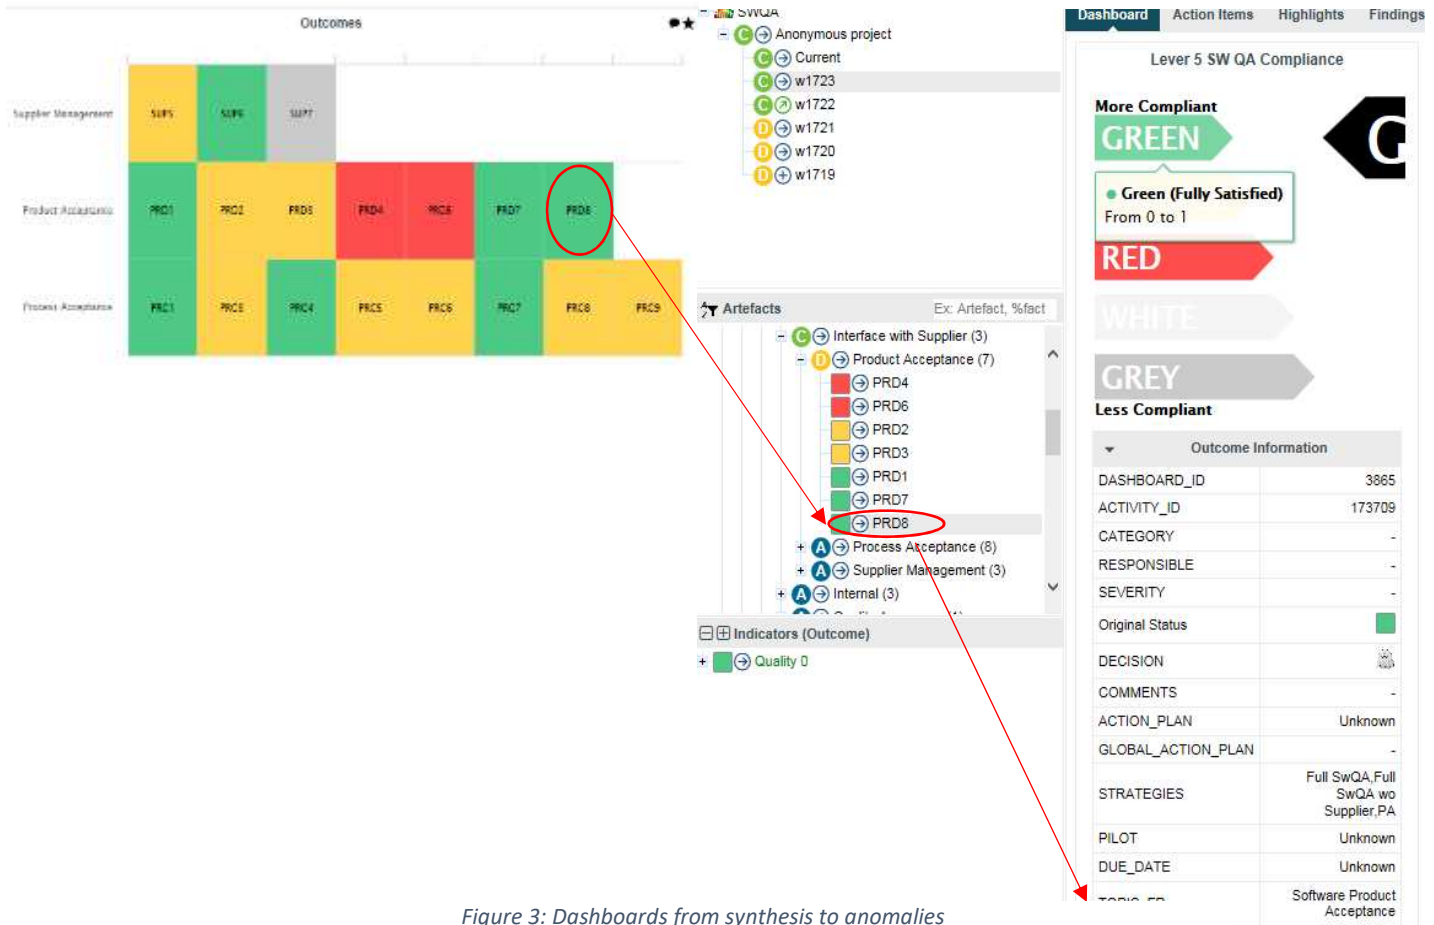 Outcomes
Supplier Management
SUP5 SUP6 SUP7
Product Acceptance
PRD1 PRD2 PRD3 PRD4 PRD6 PRD7 PRD8
Process Acceptance
PRC1 PRC3 PRC4 PRC5 PRC6 PRC7 PRC8 PRC9
SWQA
C Anonymous project
C Current
C w1723
C w1722
D w1721
D w1720
D w1719
Artefacts Ex: Artefact, %fact
C Interface with Supplier (3)
D Product Acceptance (7)
PRD4
PRD6
PRD2
PRD3
PRD1
PRD7
PRD8
A Process Acceptance (8)
A Supplier Management (3)
A Internal (3)
Indicators (Outcome)
Quality 0
Dashboard Action Items Highlights Findings
Lever 5 SW QA Compliance
More Compliant
GREEN
G
Green (Fully Satisfied)
From 0 to 1
RED
WHITE
GREY
Less Compliant
Outcome Information
DASHBOARD_ID 3865
ACTIVITY_ID 173709
CATEGORY -
RESPONSIBLE -
SEVERITY -
Original Status
DECISION
COMMENTS -
ACTION_PLAN Unknown
GLOBAL_ACTION_PLAN -
STRATEGIES Full SwQA,Full
SwQA wo
Supplier,PA
PILOT Unknown
DUE_DATE Unknown
Software Product
Acceptance
Figure 3: Dashboards from synthesis to anomalies